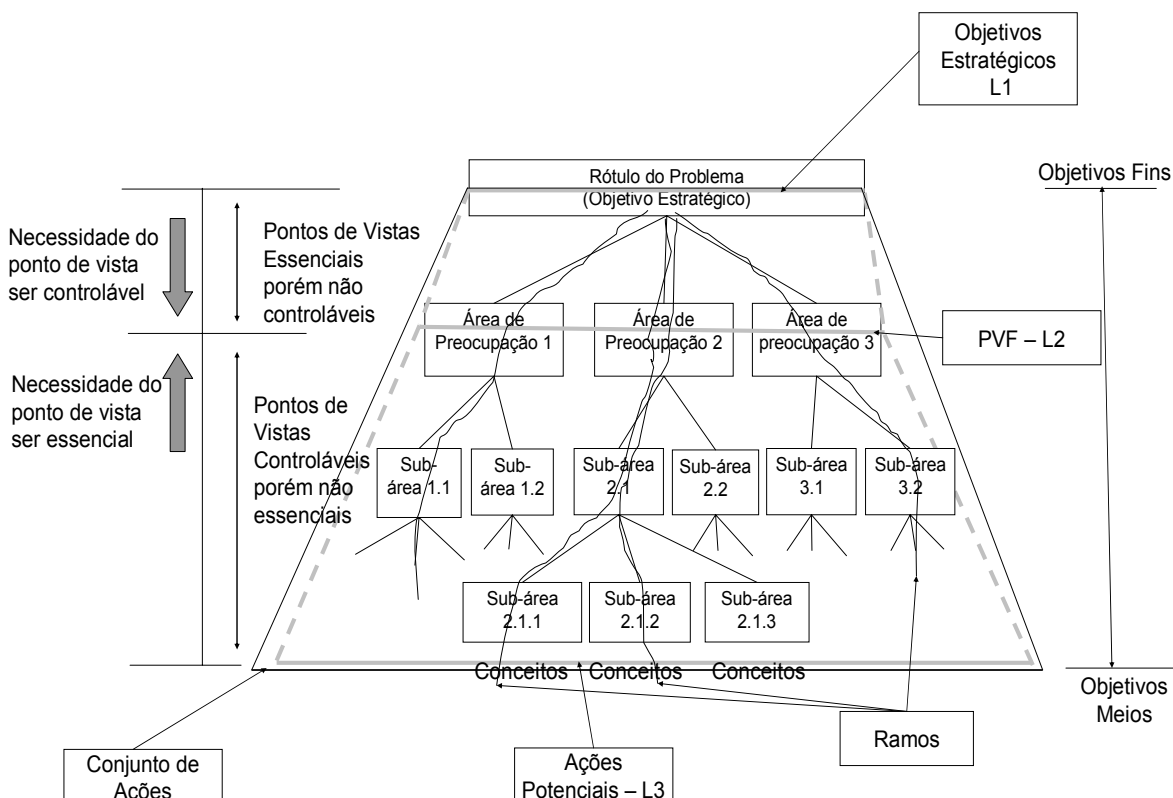 Objetivos
Estratégicos
L1
Rótulo do Problema
(Objetivo Estratégico)
Objetivos Fins
Necessidade do
ponto de vista
ser controlável
Pontos de Vistas
Essenciais
porém não
controláveis
Área de
Preocupação 1
Área de
Preocupação 2
Área de
preocupação 3
PVF – L2
Necessidade do
ponto de vista
ser essencial
Pontos de
Vistas
Controláveis
porém não
essenciais
Sub-
área 1.1
Sub-
área 1.2
Sub-área
2.1
Sub-área
2.2
Sub-área
3.1
Sub-área
3.2
Sub-área
2.1.1
Sub-área
2.1.2
Sub-área
2.1.3
Conceitos Conceitos Conceitos
Objetivos
Meios
Ramos
Conjunto de
Ações
Ações
Potenciais – L3